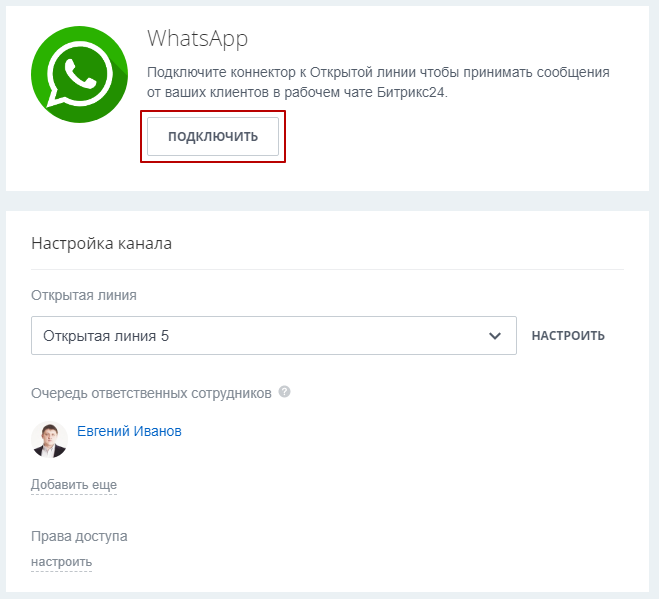 WhatsApp
Подключите коннектор к Открытой линии чтобы принимать сообщения
от ваших клиентов в рабочем чате Битрикс24.
ПОДКЛЮЧИТЬ
Настройка канала
Открытая линия
Открытая линия 5
НАСТРОИТЬ
Очередь ответственных сотрудников ?
Евгений Иванов
Добавить еще
Права доступа
настроить